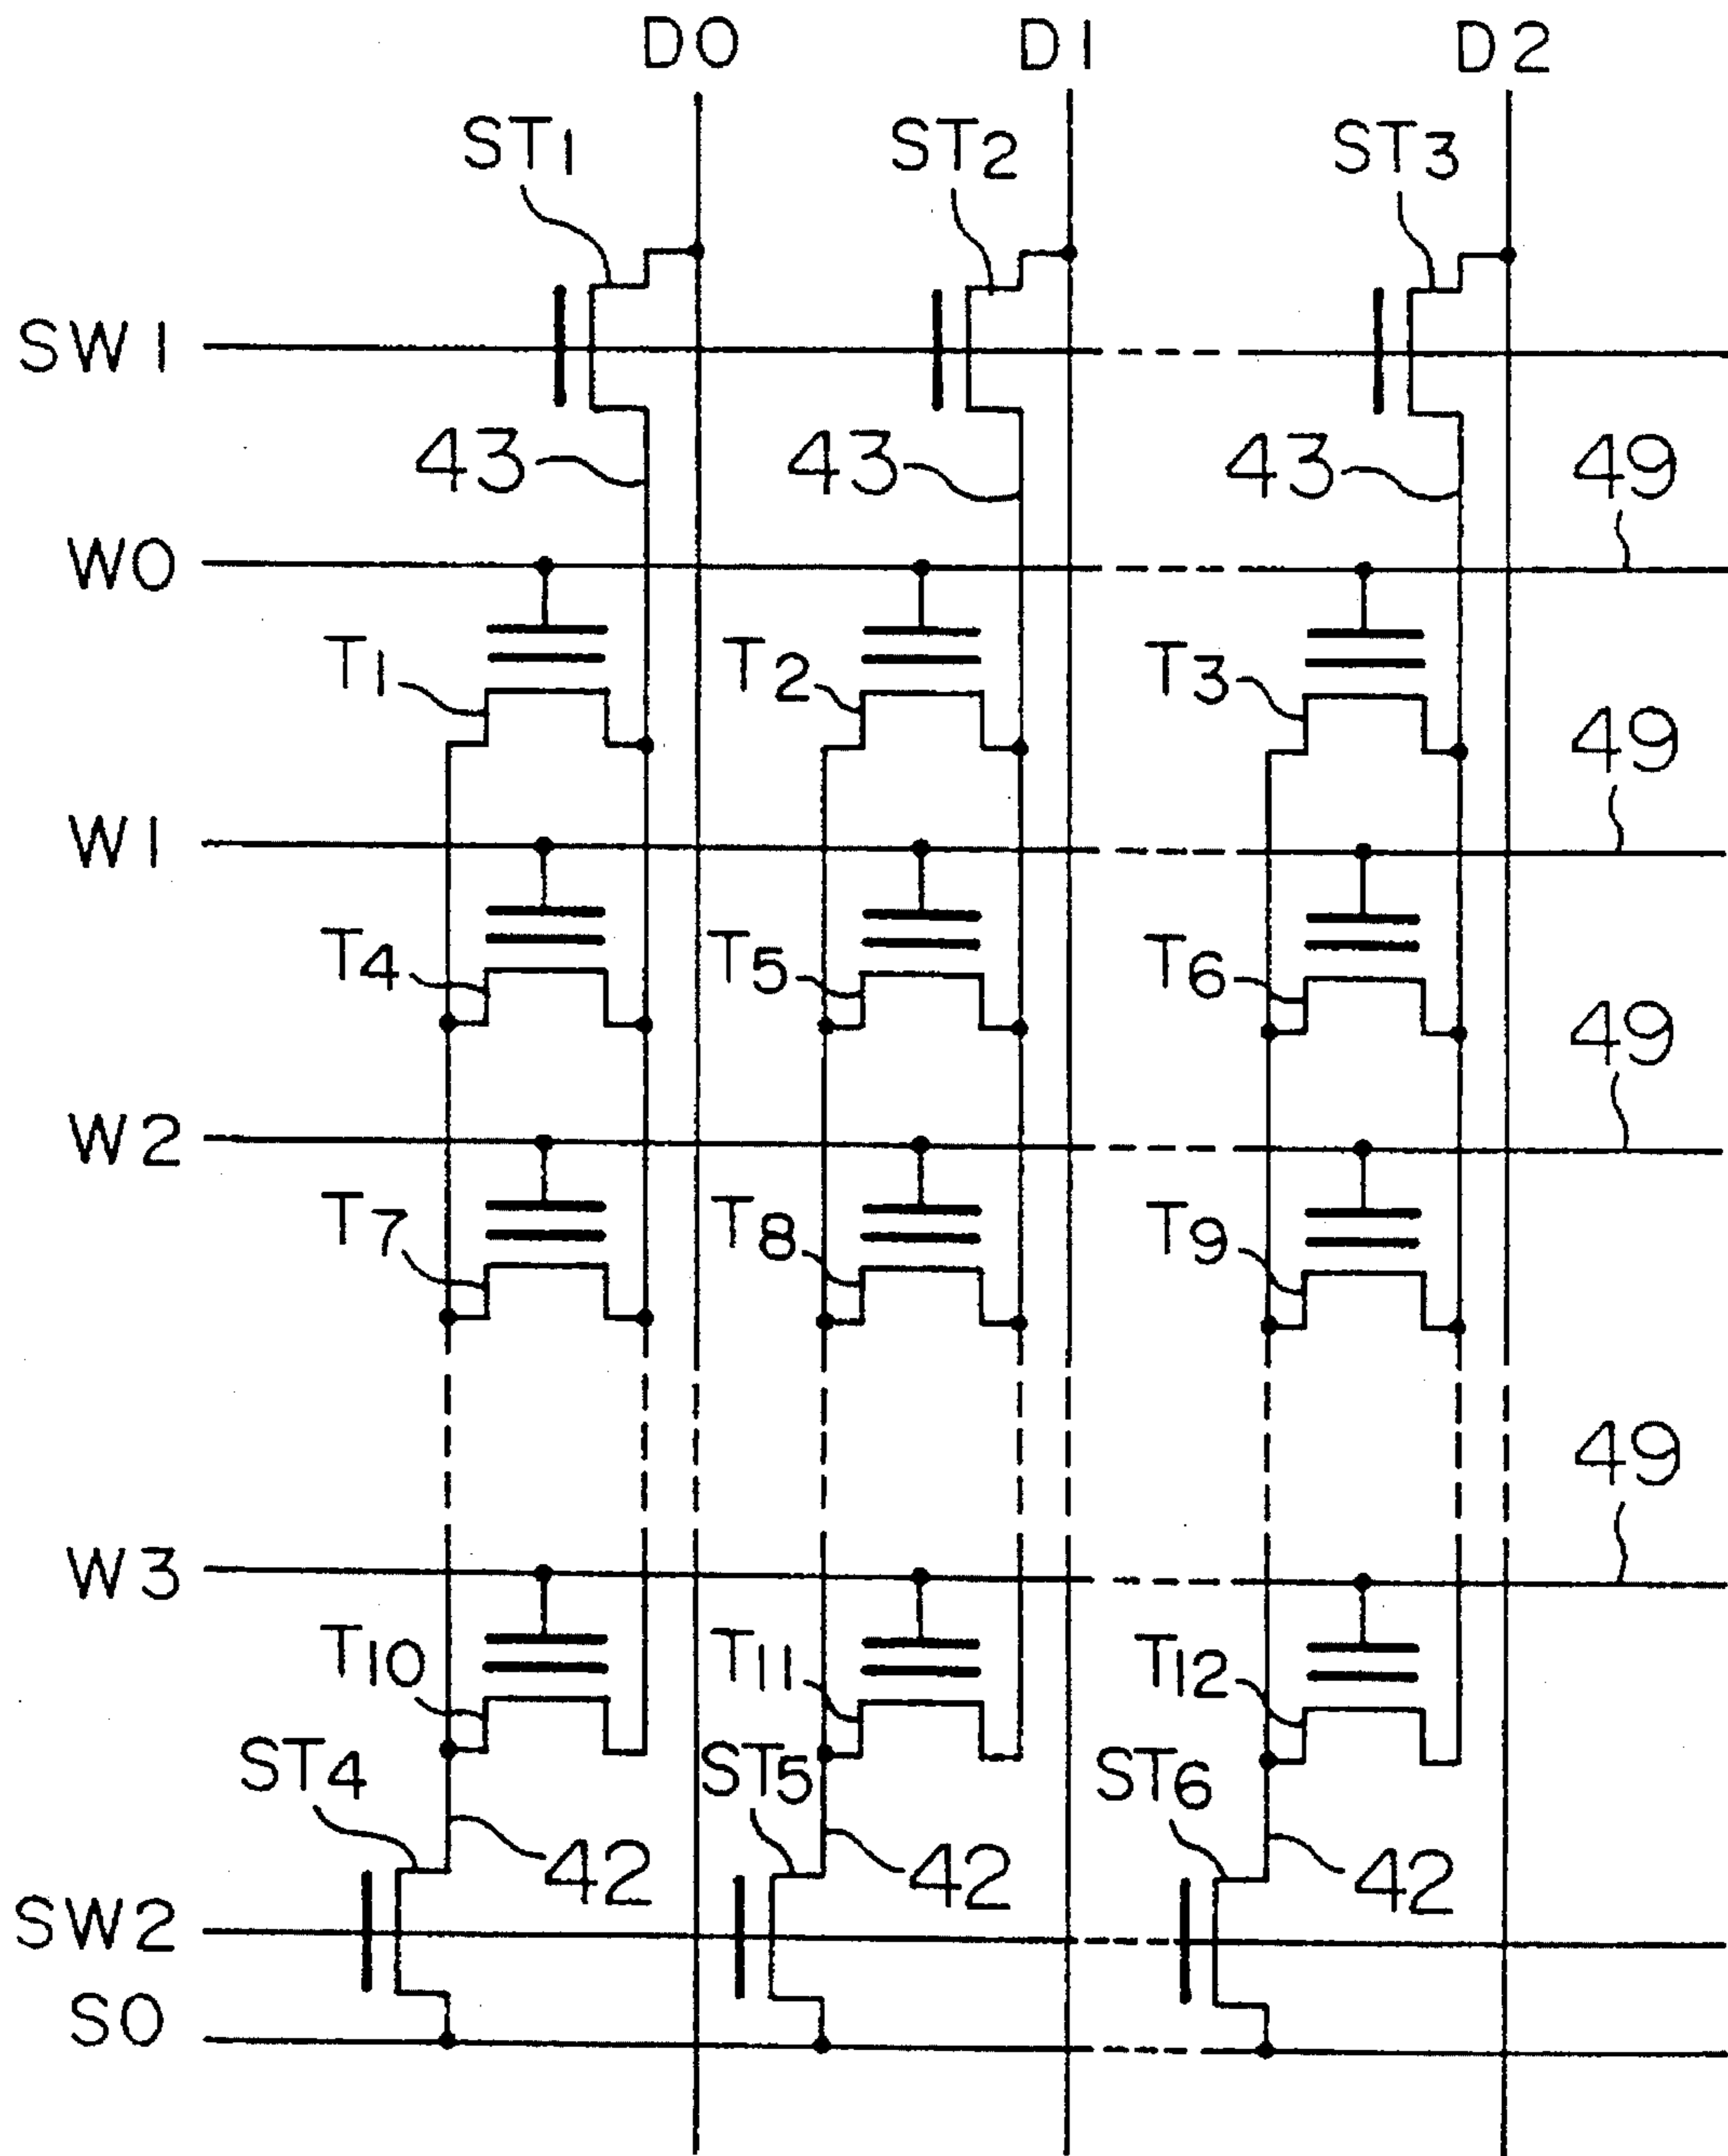 D0 D1 D2
ST1 ST2 ST3
SW1
43 43 43 49
W0
T1 T2 T3
49
W1
T4 T5 T6
49
W2
T7 T8 T9
49
W3
T10 T11 T12
ST4 ST5 ST6
42 42 42
SW2
S0